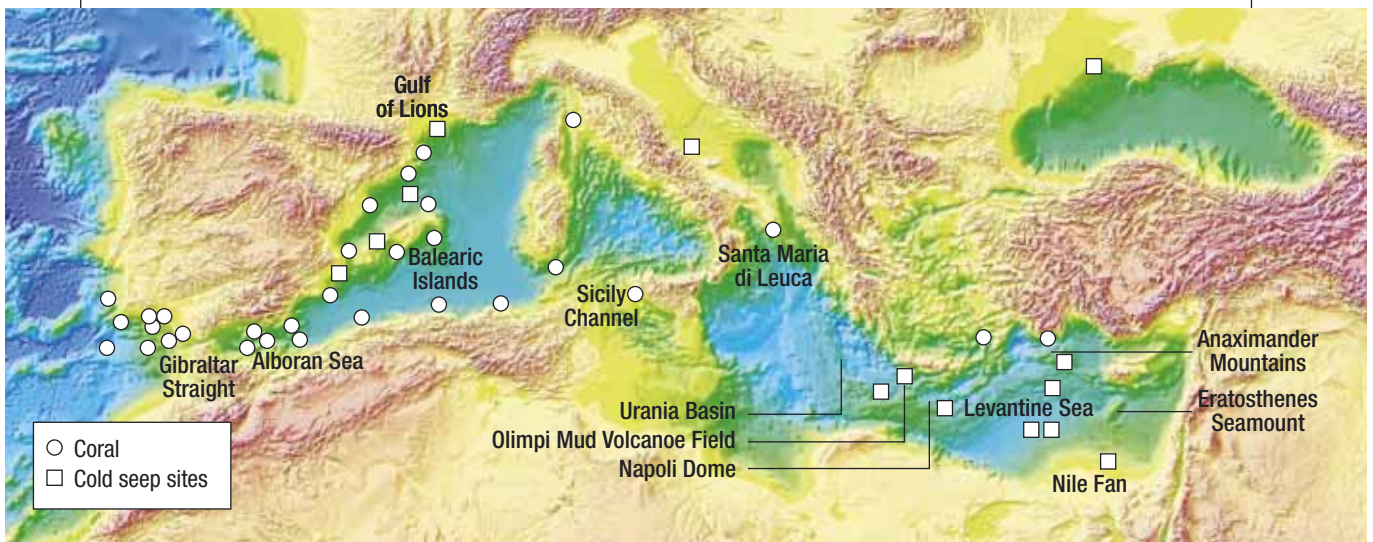 Gulf
of Lions
Balearic
Islands
Santa Maria
di Leuca
Sicily
Channel
Gibraltar
Straight
Alboran Sea
Anaximander
Mountains
Urania Basin
Levantine Sea
Eratosthenes
Seamount
Olimpi Mud Volcanoe Field
Napoli Dome
Nile Fan
Coral
Cold seep sites